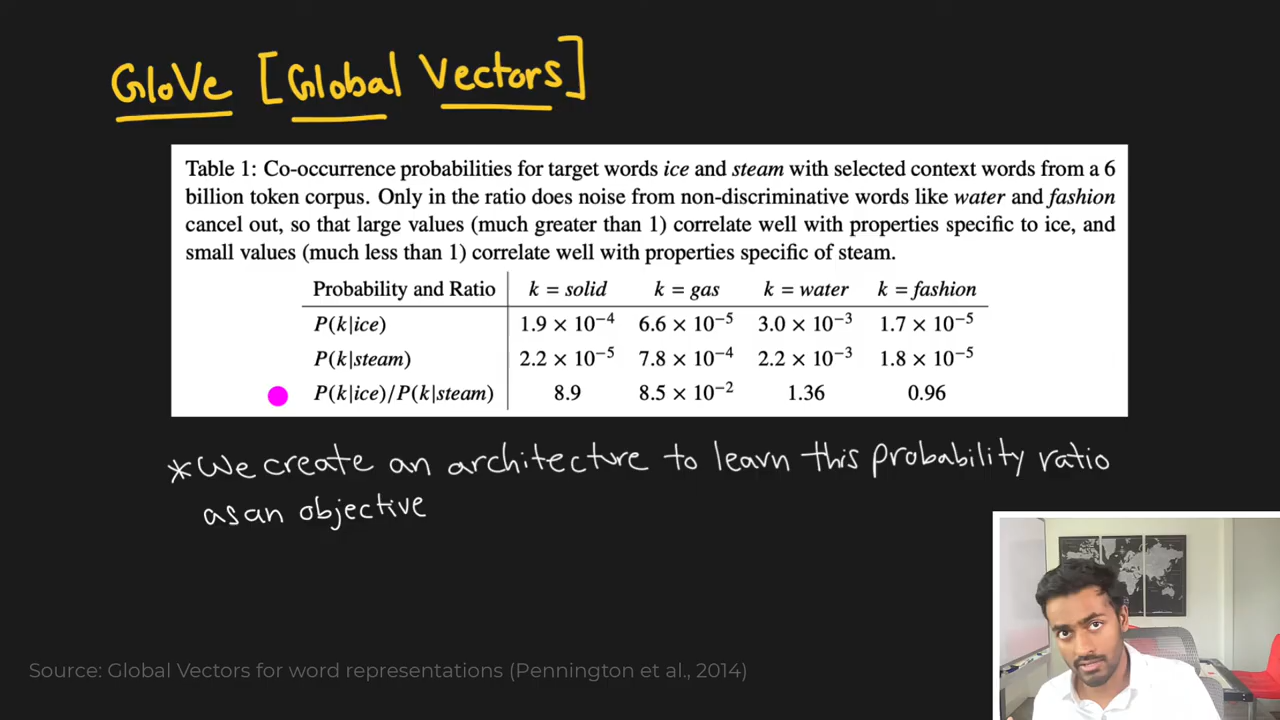 GloVe [Global Vectors]
Table 1: Co-occurrence probabilities for target words ice and steam with selected context words from a 6
billion token corpus. Only in the ratio does noise from non-discriminative words like water and fashion
cancel out, so that large values (much greater than 1) correlate well with properties specific to ice, and
small values (much less than 1) correlate well with properties specific of steam.
Probability and Ratio k = solid k = gas k = water k = fashion
P(k|ice) 1.9 × 10⁻⁴ 6.6 × 10⁻⁵ 3.0 × 10⁻³ 1.7 × 10⁻⁵
P(k|steam) 2.2 × 10⁻⁵ 7.8 × 10⁻⁴ 2.2 × 10⁻³ 1.8 × 10⁻⁵
P(k|ice)/P(k|steam) 8.9 8.5 × 10⁻² 1.36 0.96
*We create an architecture to learn this probability ratio
as an objective
Source: Global Vectors for word representations (Pennington et al., 2014)